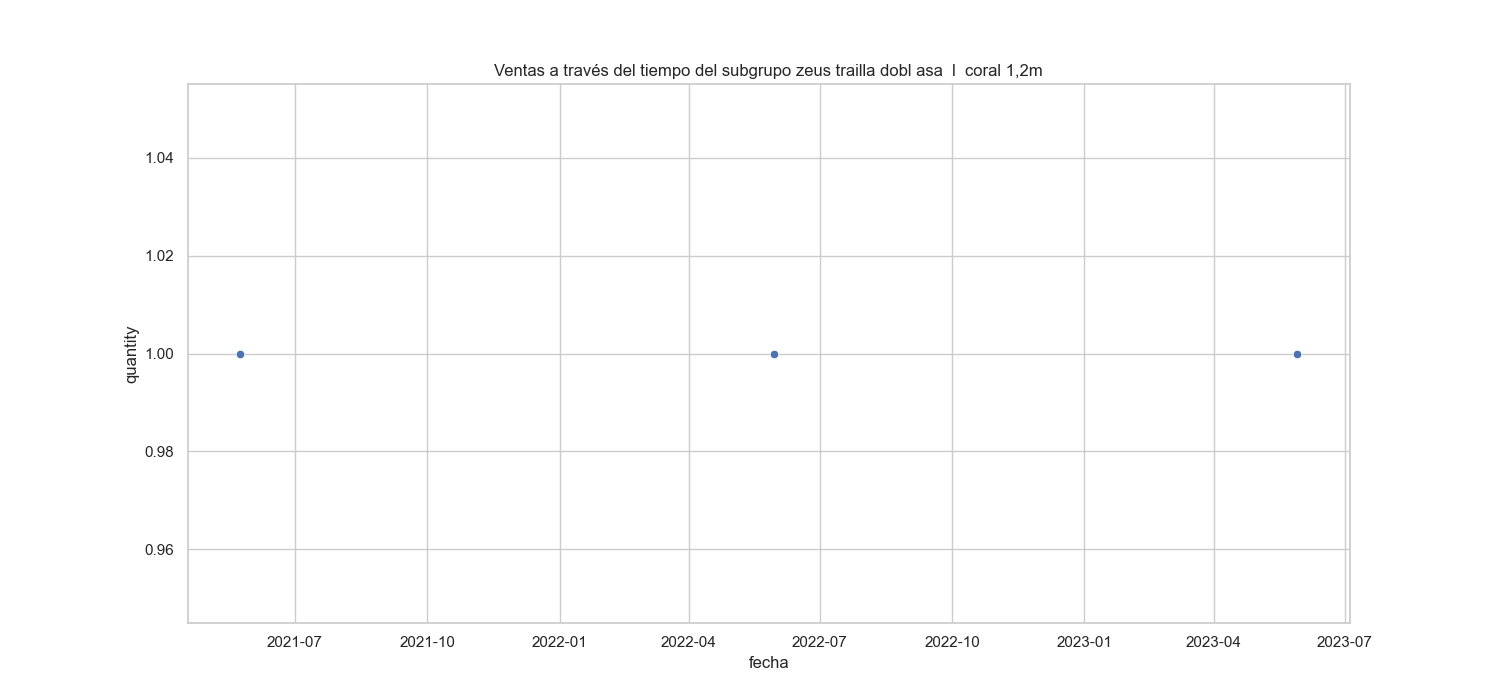 Ventas a través del tiempo del subgrupo zeus trailla dobl asa  l  coral 1,2m
1.04
1.02
1.00
0.98
0.96
quantity
2021-07 2021-10 2022-01 2022-04 2022-07 2022-10 2023-01 2023-04 2023-07
fecha